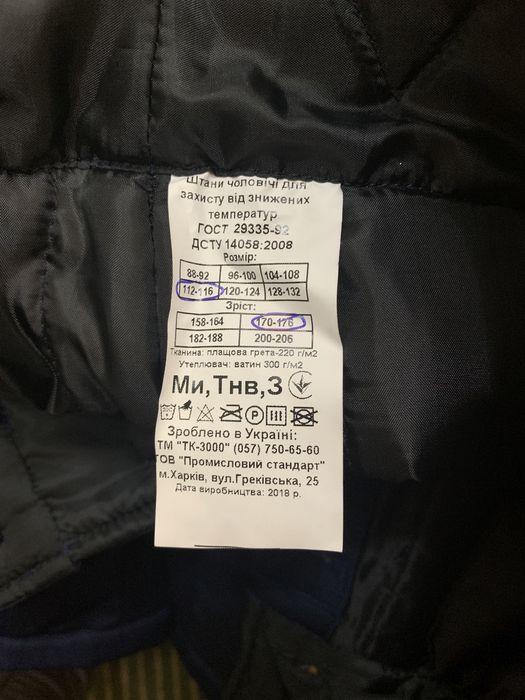 Штани чоловічі для
захисту від знижених
температур
ГОСТ 29335-92
ДСТУ 14058:2008
Розмір:
88-92 96-100 104-108
112-116 120-124 128-132
Зріст:
158-164 170-176
182-188 200-206
Тканина: плащова грета-220 г/м2
Утеплювач: ватин 300 г/м2
Ми,Тнв,З
Зроблено в Україні:
ТМ "ТК-3000" (057) 750-65-60
ТОВ "Промисловий стандарт"
м.Харків, вул.Греківська, 25
Дата виробництва: 2018 р.